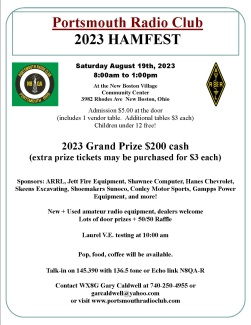 Portsmouth Radio Club
2023 HAMFEST
Saturday August 19th, 2023
8:00am to 1:00pm
At the New Boston Village
Community Center
3982 Rhodes Ave New Boston, Ohio
Admission $5.00 at the door
(includes 1 vendor table. Additional tables $3 each)
Children under 12 free!
2023 Grand Prize $200 cash
(extra prize tickets may be purchased for $3 each)
Sponsors: ARRL, Jett Fire Equipment, Shawnee Computer, Hanes Chevrolet,
Skeens Excavating, Shoemakers Sunoco, Conley Motor Sports, Gampps Power
Equipment, and more!
New + Used amateur radio equipment, dealers welcome
Lots of door prizes + 50/50 Raffle
Laurel V.E. testing at 10:00 am
Pop, food, coffee will be available.
Talk-in on 145.390 with 136.5 tone or Echo link N8QA-R
Contact WX8G Gary Caldwell at 740-250-4955 or
garcaldwell@yahoo.com/
or visit www.portsmouthradioclub.com